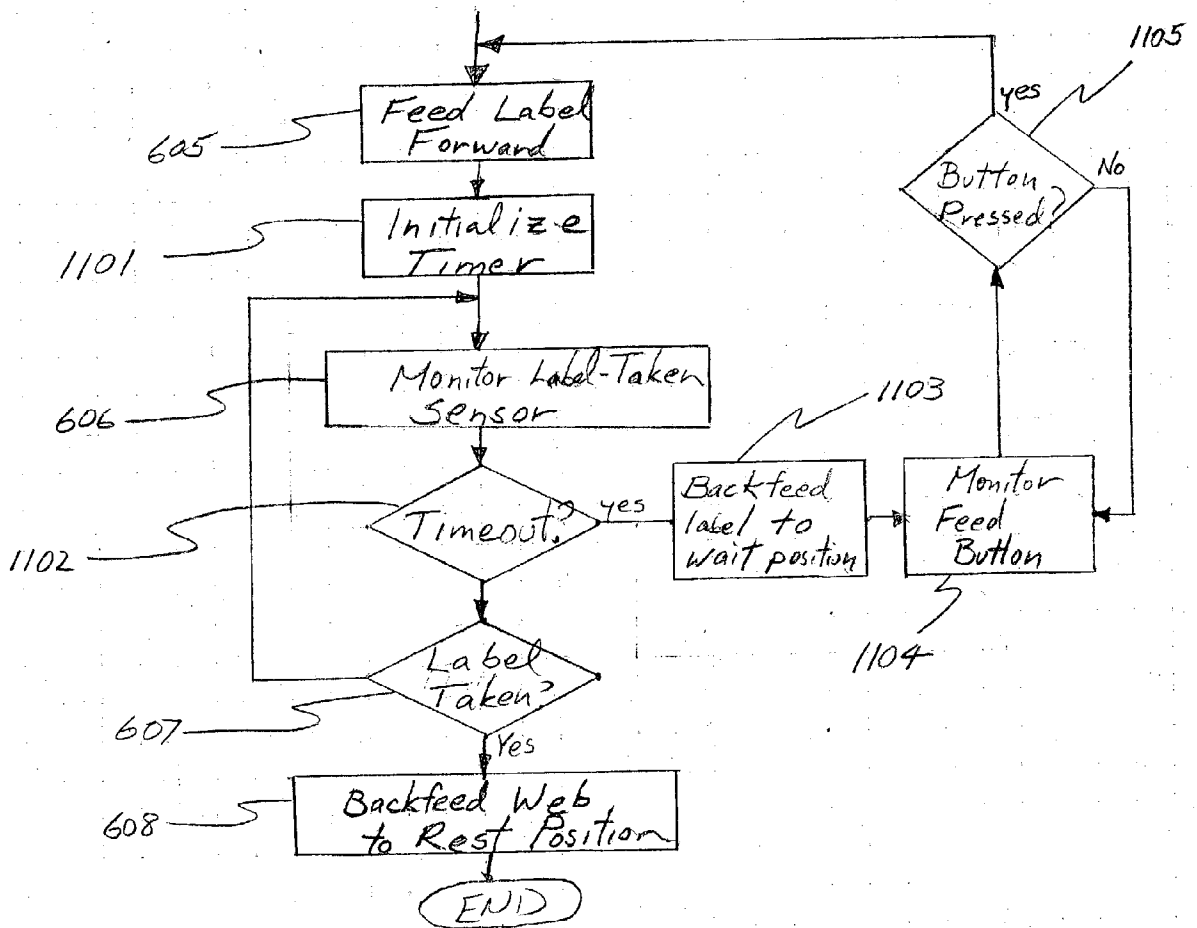 1105
yes
Feed Label
Forward
605
Button
Pressed?
No
Initialize
Timer
1101
Monitor Label-Taken
Sensor
606
1103
Timeout?
yes
1102
Backfeed
label to
wait position
Monitor
Feed
Button
1104
Label
Taken?
607
Yes
Backfeed Web
to Rest Position
608
END